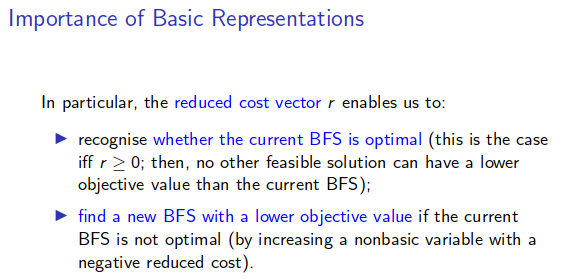 Importance of Basic Representations
In particular, the reduced cost vector r enables us to:
▶ recognise whether the current BFS is optimal (this is the case
iff r ≥ 0; then, no other feasible solution can have a lower
objective value than the current BFS);
▶ find a new BFS with a lower objective value if the current
BFS is not optimal (by increasing a nonbasic variable with a
negative reduced cost).